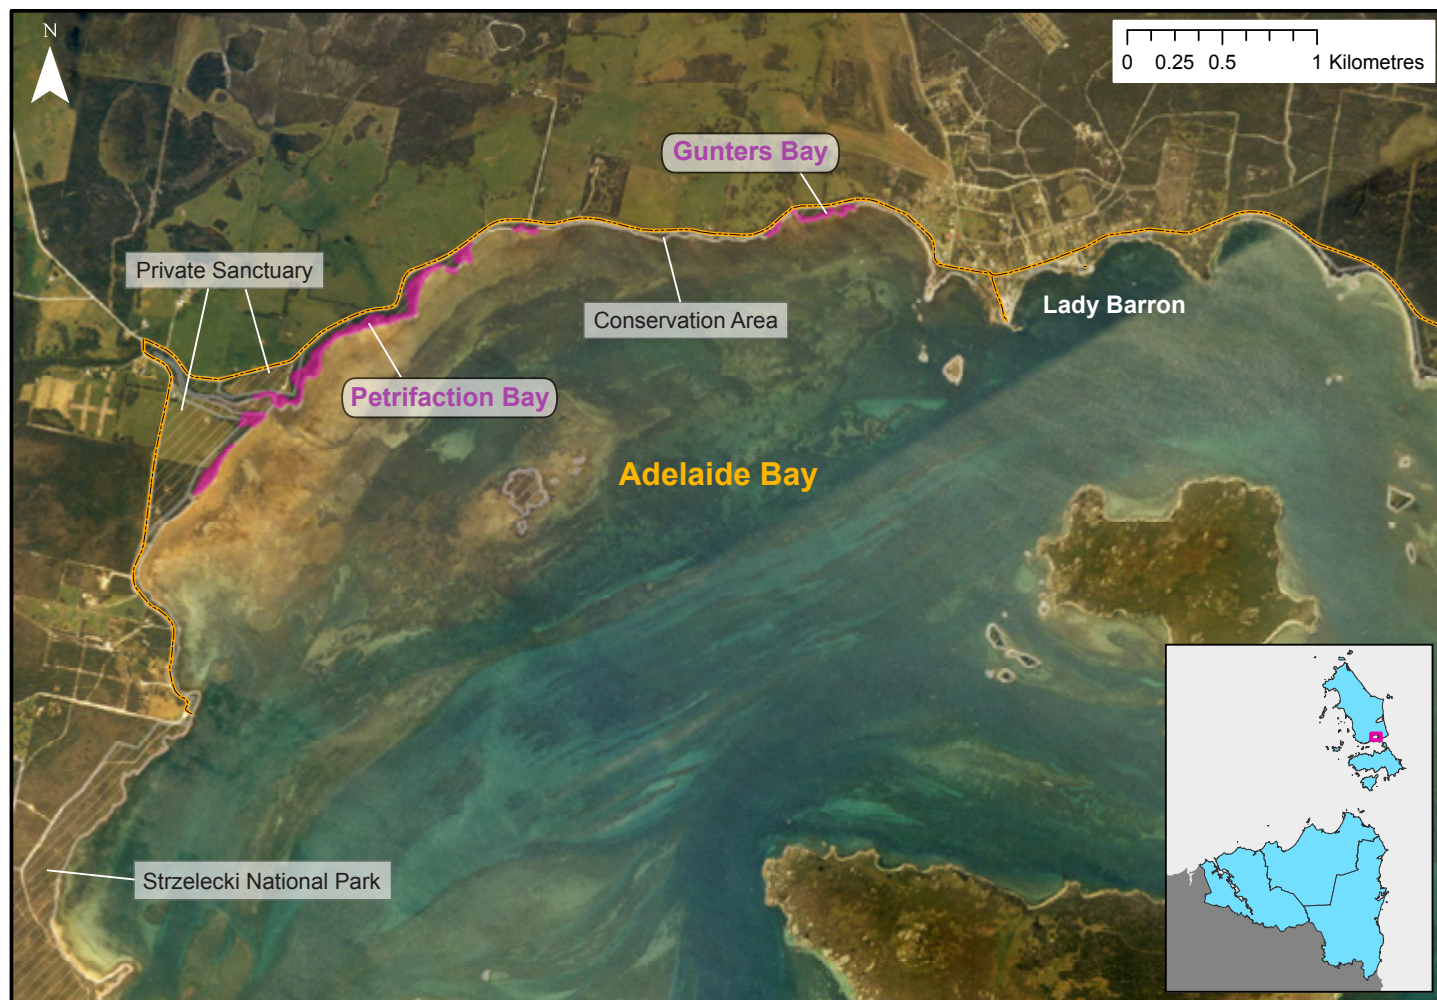 N
0 0.25 0.5 1 Kilometres
Gunters Bay
Private Sanctuary
Conservation Area
Lady Barron
Petrifaction Bay
Adelaide Bay
Strzelecki National Park